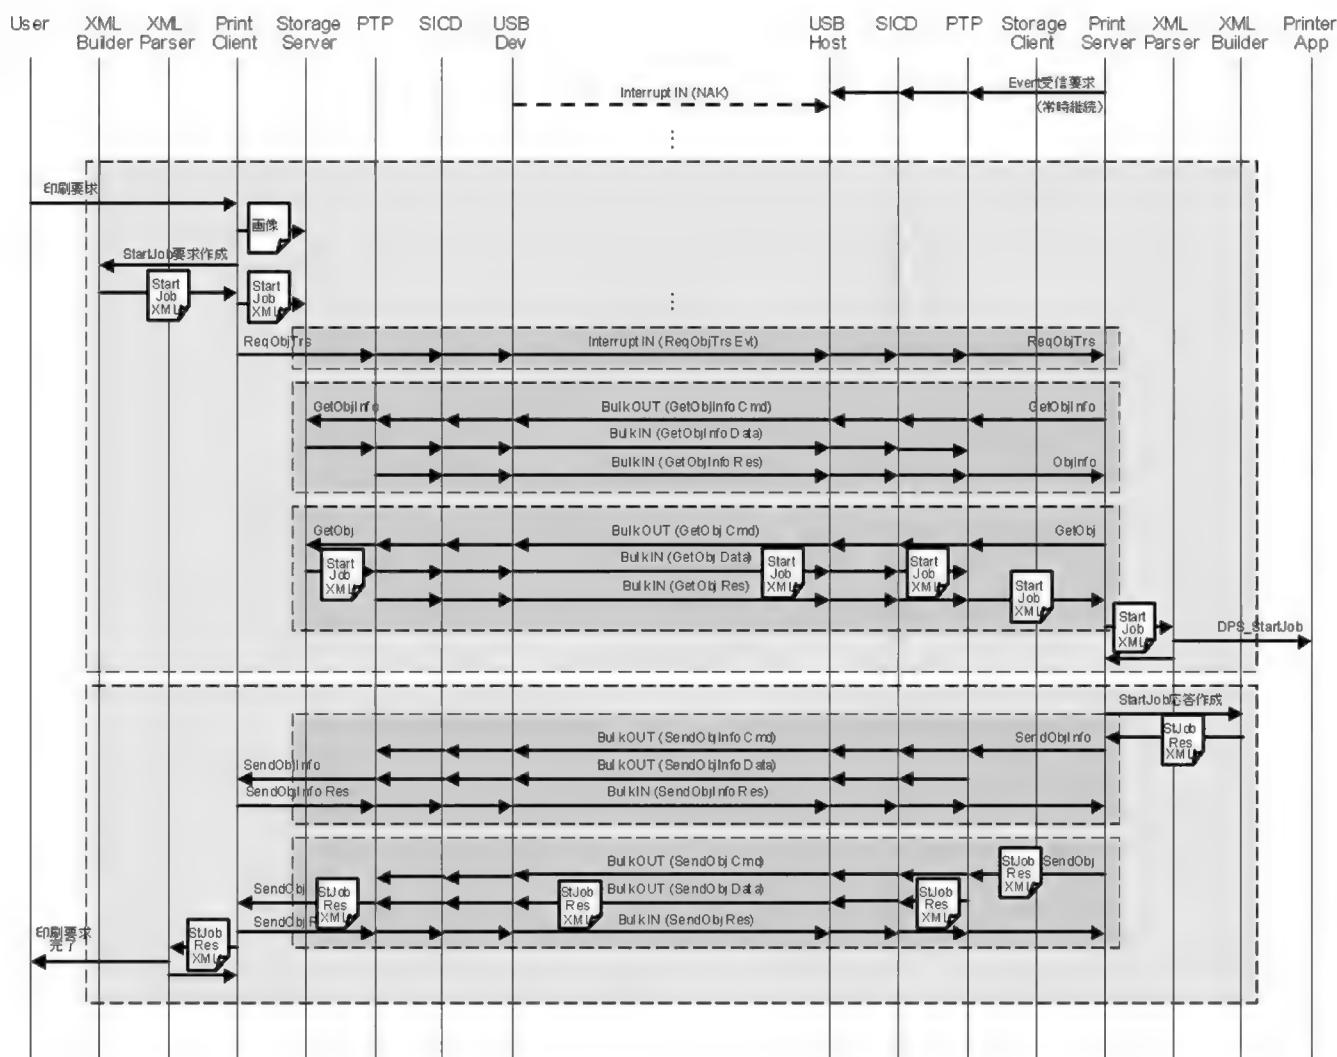 User
XML Builder
XML Parser
Print Client
Storage Server
PTP
SICD
USB Dev
USB Host
SICD
PTP
Storage Client
Print Server
XML Parser
XML Builder
Printer App
Interrupt IN (NAK)
Event受信要求
(常時継続)
印刷要求
画像
StartJob要求作成
Start Job XML
Start Job XML
ReqObjTrs
Interrupt IN (ReqObjTrs Evt)
ReqObjTrs
GetObjInfo
BulkOUT (GetObjInfo Cmd)
GetObjInfo
BulkIN (GetObjInfo Data)
BulkIN (GetObjInfo Res)
ObjInfo
GetObj
BulkOUT (GetObj Cmd)
GetObj
Start Job XML
BulkIN (GetObj Data)
Start Job XML
Start Job XML
BulkIN (GetObj Res)
Start Job XML
Start Job XML
DPS_StartJob
StartJob応答作成
BulkOUT (SendObjInfo Cmd)
SendObjInfo
StJob Res XML
SendObjInfo
BulkOUT (SendObjInfo Data)
SendObjInfo Res
BulkIN (SendObjInfo Res)
BulkOUT (SendObj Cmd)
StJob Res XML
SendObj
SendObj
StJob Res XML
BulkOUT (SendObj Data)
StJob Res XML
StJob Res XML
SendObj R
BulkIN (SendObj Res)
印刷要求
完了
StJob Res XML